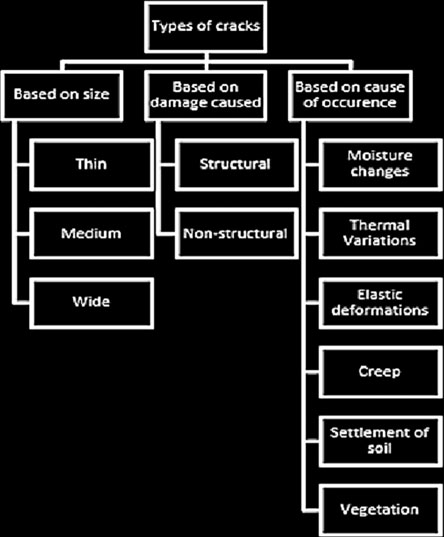 Types of cracks
Based on size
Thin
Medium
Wide
Based on
damage caused
Structural
Non-structural
Based on cause
of occurence
Moisture
changes
Thermal
Variations
Elastic
deformations
Creep
Settlement of
soil
Vegetation